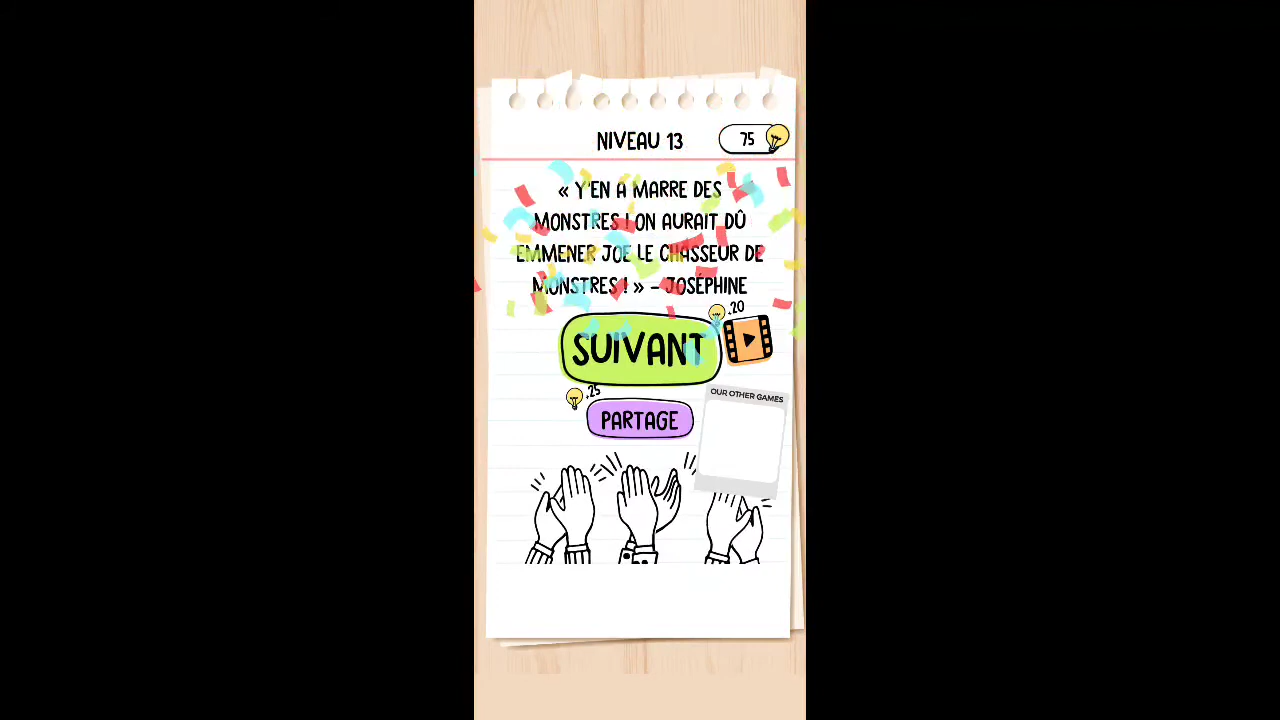 NIVEAU 13
75
« Y'EN A MARRE DES
MONSTRES ! ON AURAIT DÛ
EMMENER JOE LE CHASSEUR DE
MONSTRES ! » – JOSÉPHINE
.20
SUIVANT
.25
OUR OTHER GAMES
PARTAGE